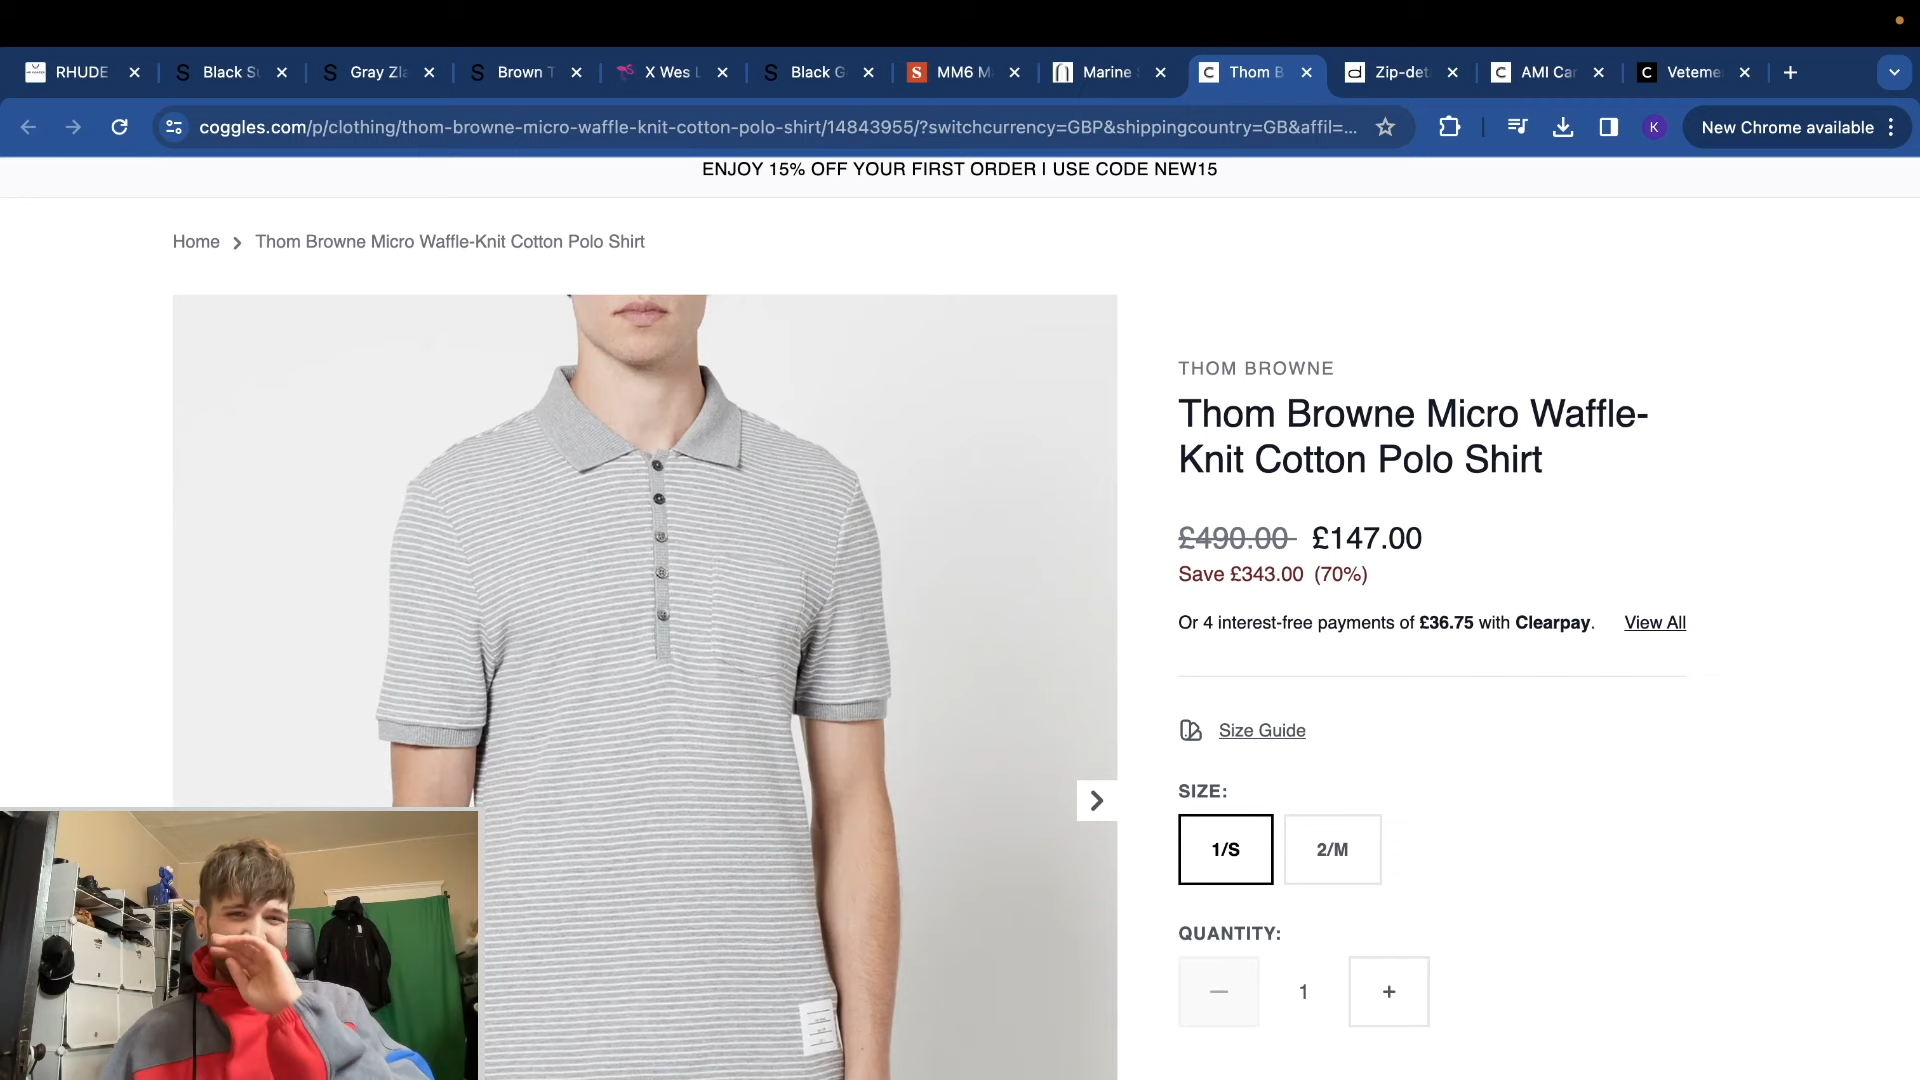 RHUDE
Black S
Gray Zla
Brown T
X Wes L
Black G
MM6 M
Marine
Thom B
Zip-det
AMI Car
Veteme
coggles.com/p/clothing/thom-browne-micro-waffle-knit-cotton-polo-shirt/14843955/?switchcurrency=GBP&shippingcountry=GB&affil=...
K
New Chrome available
ENJOY 15% OFF YOUR FIRST ORDER I USE CODE NEW15
Home
Thom Browne Micro Waffle-Knit Cotton Polo Shirt
THOM BROWNE
Thom Browne Micro Waffle-
Knit Cotton Polo Shirt
£490.00 £147.00
Save £343.00 (70%)
Or 4 interest-free payments of £36.75 with Clearpay. View All
Size Guide
SIZE:
1/S 2/M
QUANTITY:
— 1 +